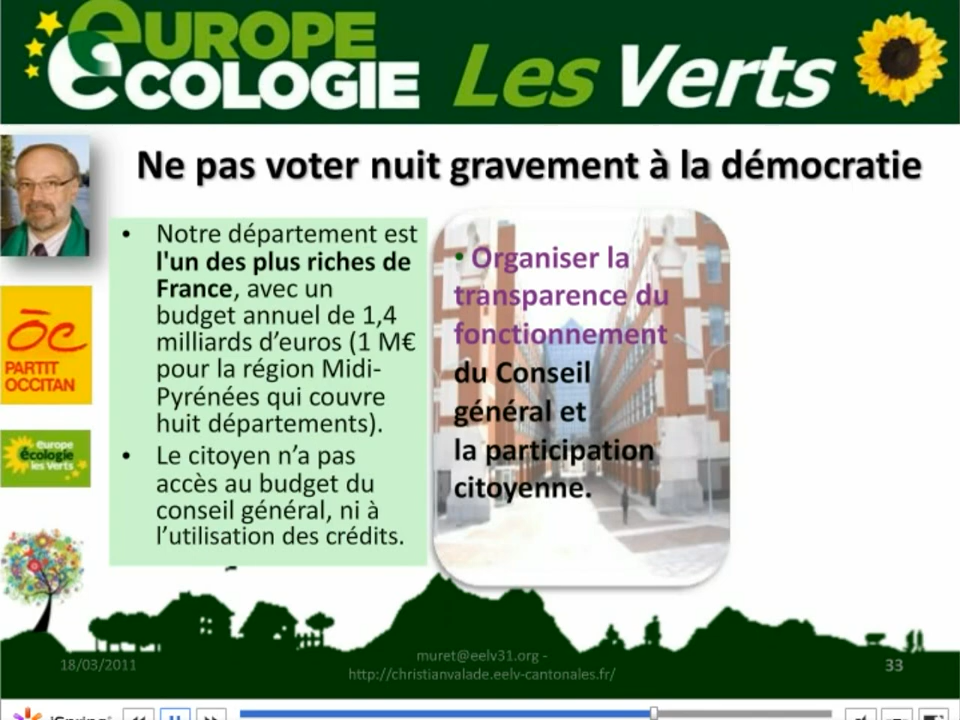 EUROPE
ECOLOGIE Les Verts
Ne pas voter nuit gravement à la démocratie
• Notre département est
l'un des plus riches de
France, avec un
budget annuel de 1,4
milliards d'euros (1 M€
pour la région Midi-
Pyrénées qui couvre
huit départements).
• Le citoyen n'a pas
accès au budget du
conseil général, ni à
l'utilisation des crédits.
• Organiser la
transparence du
fonctionnement
du Conseil
général et
la participation
citoyenne.
òc
PARTIT
OCCITAN
europe
écologie
les Verts
18/03/2011
muret@eelv31.org -
http://christianvalade.eelv-cantonales.fr/
33
iSpring